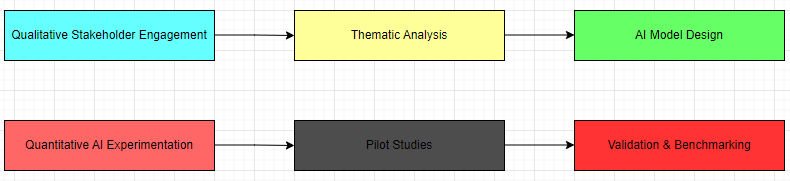 Qualitative Stakeholder Engagement
Thematic Analysis
AI Model Design
Quantitative AI Experimentation
Pilot Studies
Validation & Benchmarking